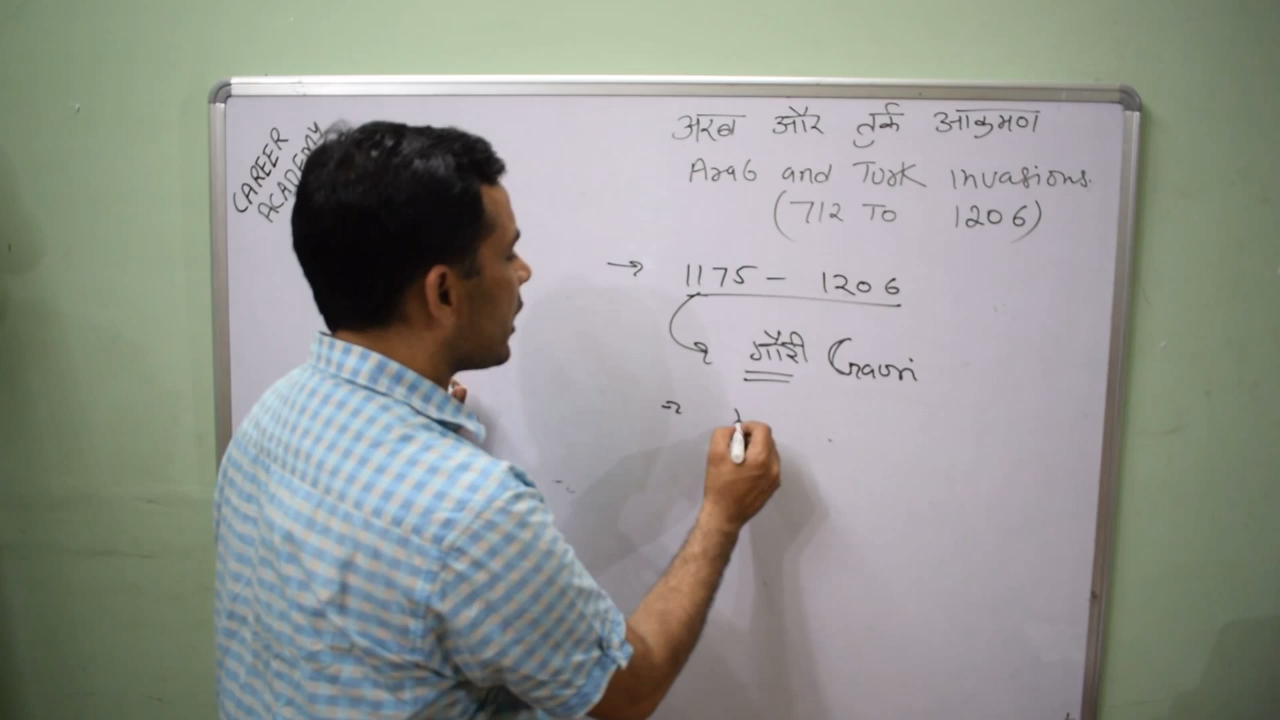 CAREER
ACADEMY
अरब और तुर्क आक्रमण
Arab and Turk Invasions.
(712 TO 1206)
→ 1175 - 1206
गौरी Gauri